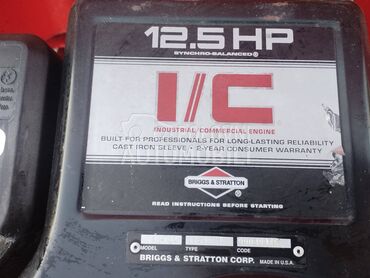 12.5 HP
SYNCHRO-BALANCED®
I/C
INDUSTRIAL/COMMERCIAL ENGINE
BUILT FOR PROFESSIONALS FOR LONG-LASTING RELIABILITY
CAST IRON SLEEVE • 2-YEAR CONSUMER WARRANTY
BRIGGS & STRATTON
READ INSTRUCTIONS BEFORE STARTING
MODEL TYPE CODE
BRIGGS & STRATTON CORP. MADE IN U.S.A.